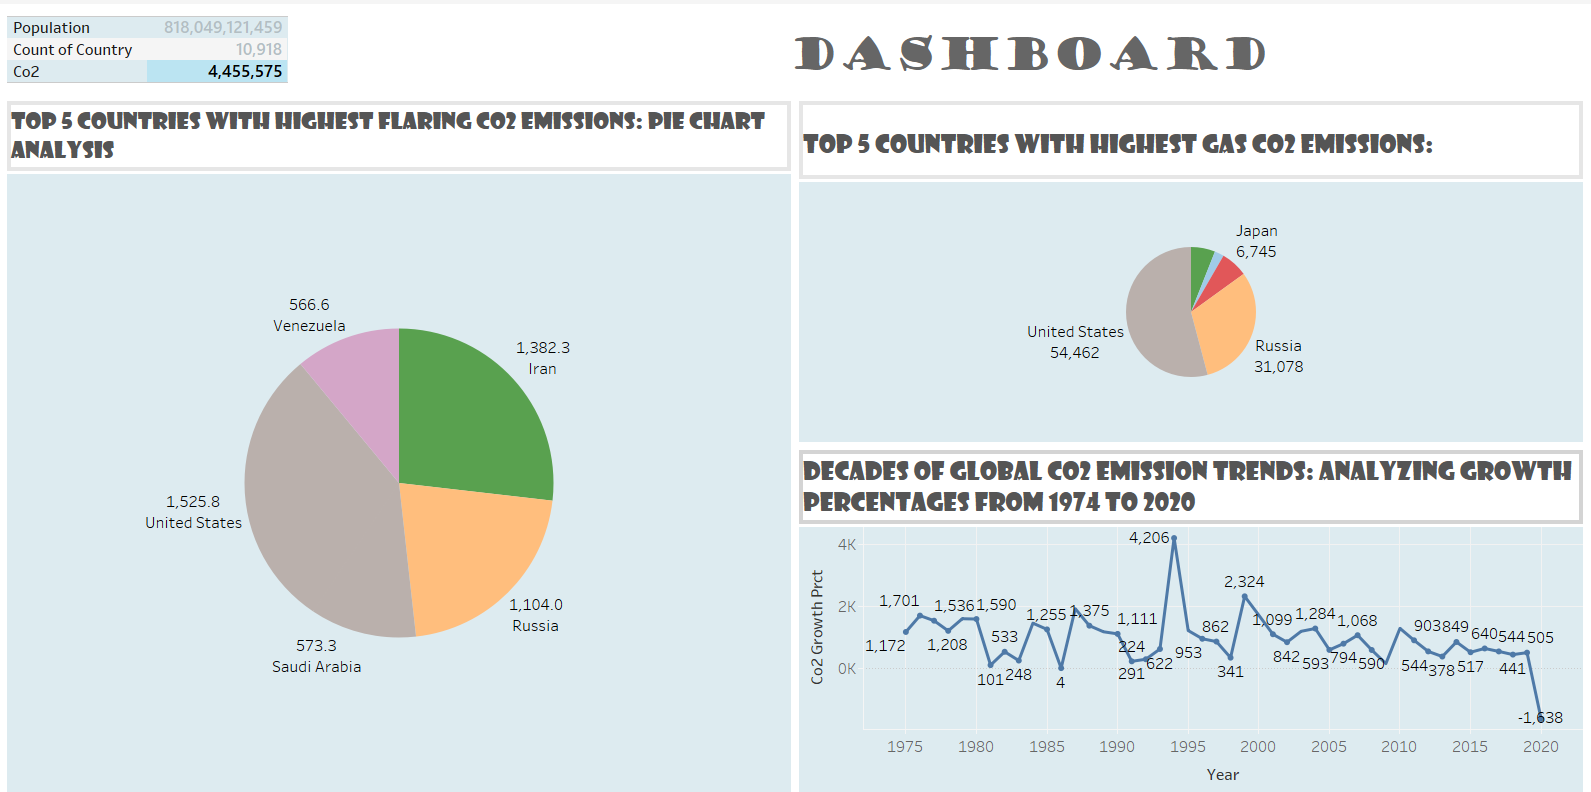 Population 818,049,121,459
Count of Country 10,918
Co2 4,455,575
DASHBOARD
TOP 5 COUNTRIES WITH HIGHEST FLARING CO2 EMISSIONS: PIE CHART
ANALYSIS
566.6
Venezuela
1,382.3
Iran
1,525.8
United States
1,104.0
Russia
573.3
Saudi Arabia
TOP 5 COUNTRIES WITH HIGHEST GAS CO2 EMISSIONS:
Japan
6,745
United States
54,462
Russia
31,078
DECADES OF GLOBAL CO2 EMISSION TRENDS: ANALYZING GROWTH
PERCENTAGES FROM 1974 TO 2020
Co2 Growth Prct
4K
2K
0K
1,172
1,701
1,208
1,536
1,590
101
533
248
1,255
4
1,375
1,111
224
291
622
4,206
953
862
341
2,324
1,099
842
1,284
593
794
1,068
590
903
544
378
849
517
640
544
441
505
-1,638
1975 1980 1985 1990 1995 2000 2005 2010 2015 2020
Year